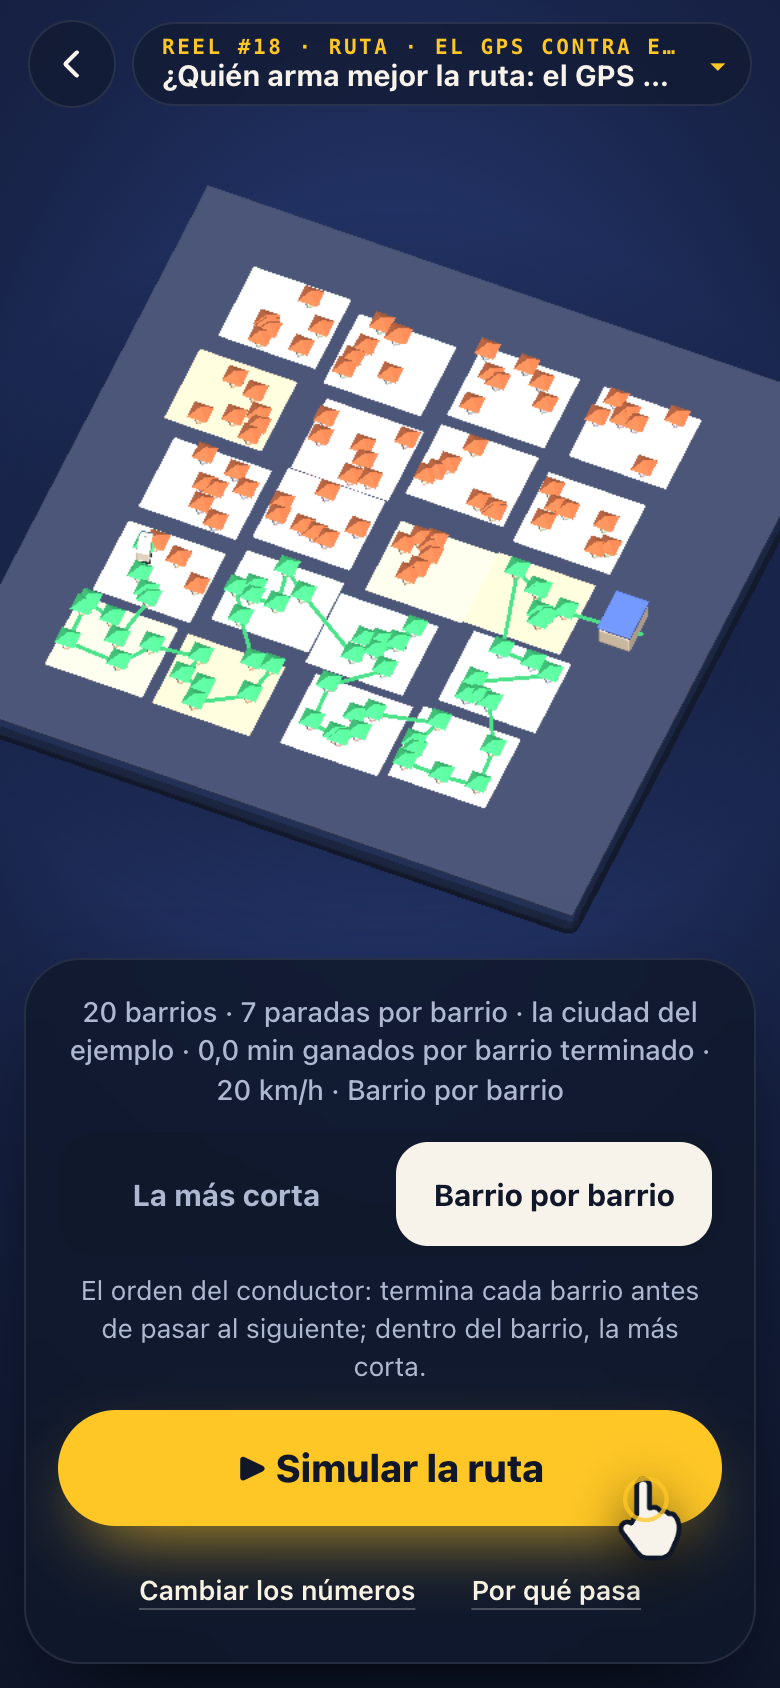 REEL #18 · RUTA · EL GPS CONTRA E…
¿Quién arma mejor la ruta: el GPS ...
20 barrios · 7 paradas por barrio · la ciudad del
ejemplo · 0,0 min ganados por barrio terminado ·
20 km/h · Barrio por barrio
La más corta
Barrio por barrio
El orden del conductor: termina cada barrio antes
de pasar al siguiente; dentro del barrio, la más
corta.
Simular la ruta
Cambiar los números
Por qué pasa